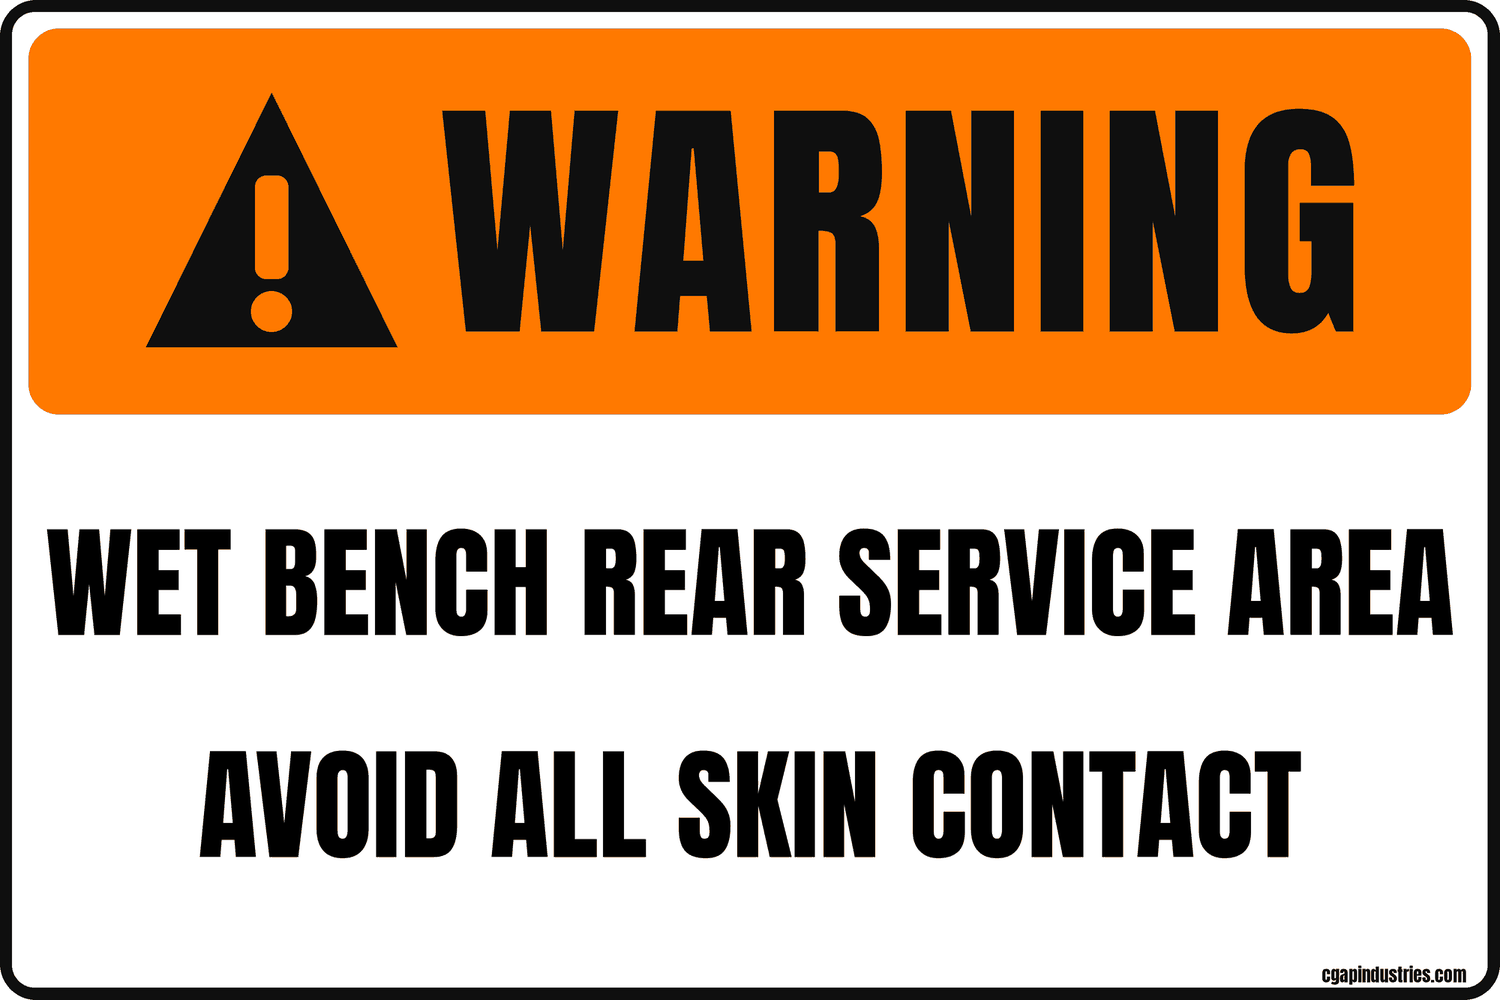 WARNING
WET BENCH REAR SERVICE AREA
AVOID ALL SKIN CONTACT
cgapindustries.com